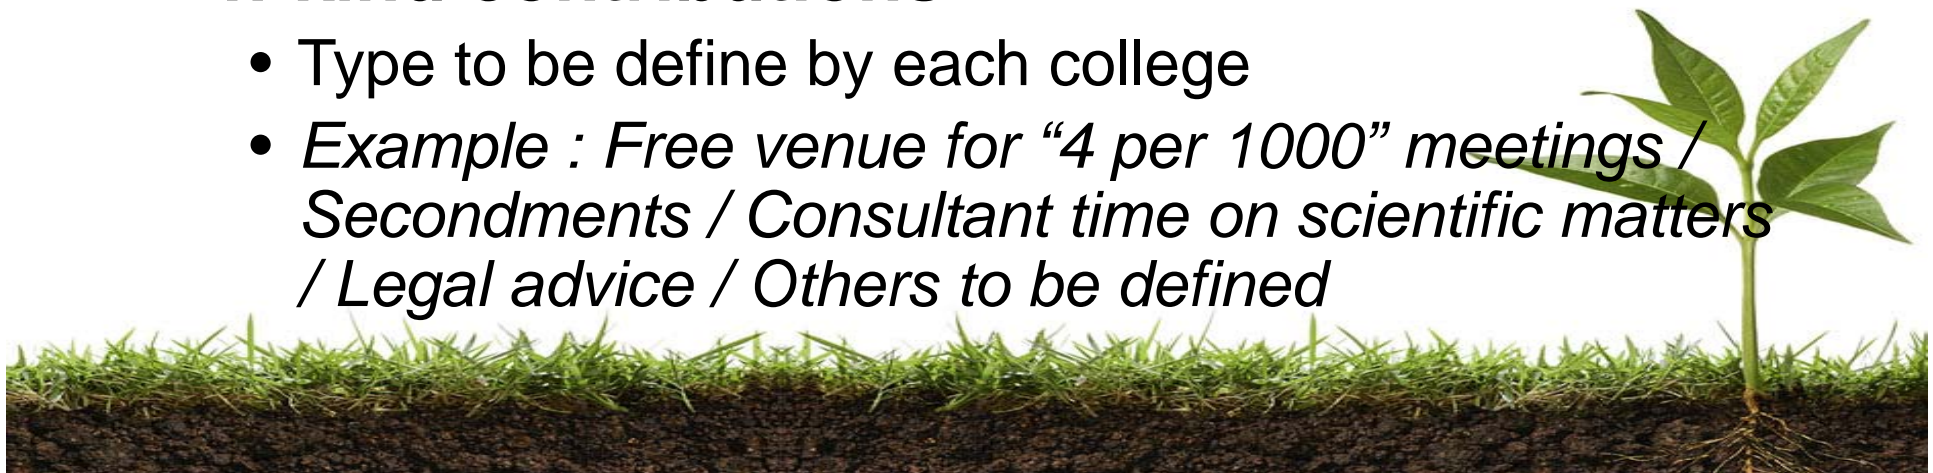 • Type to be define by each college
• Example : Free venue for “4 per 1000” meetings /
Secondments / Consultant time on scientific matters
/ Legal advice / Others to be defined